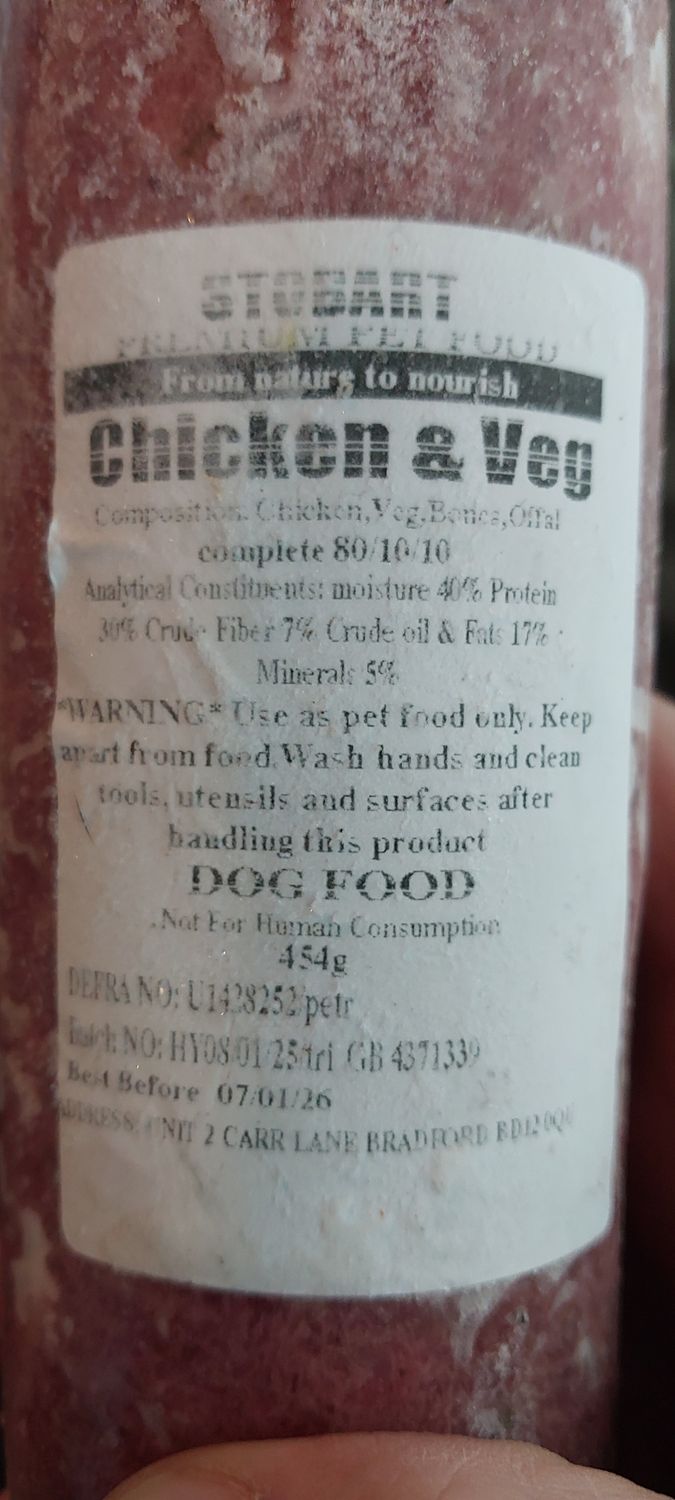 STOBART
PREMIUM PET FOOD
From nature to nourish
Chicken & Veg
Composition. Chicken,Veg,Bones,Offal
complete 80/10/10
Analytical Constituents: moisture 40% Protein
30% Crude Fiber 7% Crude oil & Fats 17%
Minerals 5%
*WARNING* Use as pet food only. Keep
apart from food.Wash hands and clean
tools, utensils and surfaces after
handling this product
DOG FOOD
.Not For Human Consumption
454g
DEFRA NO: U1428252/petr
Batch NO: HY08/01/25/tri GB 4371339
Best Before 07/01/26
ADDRESS: UNIT 2 CARR LANE BRADFORD